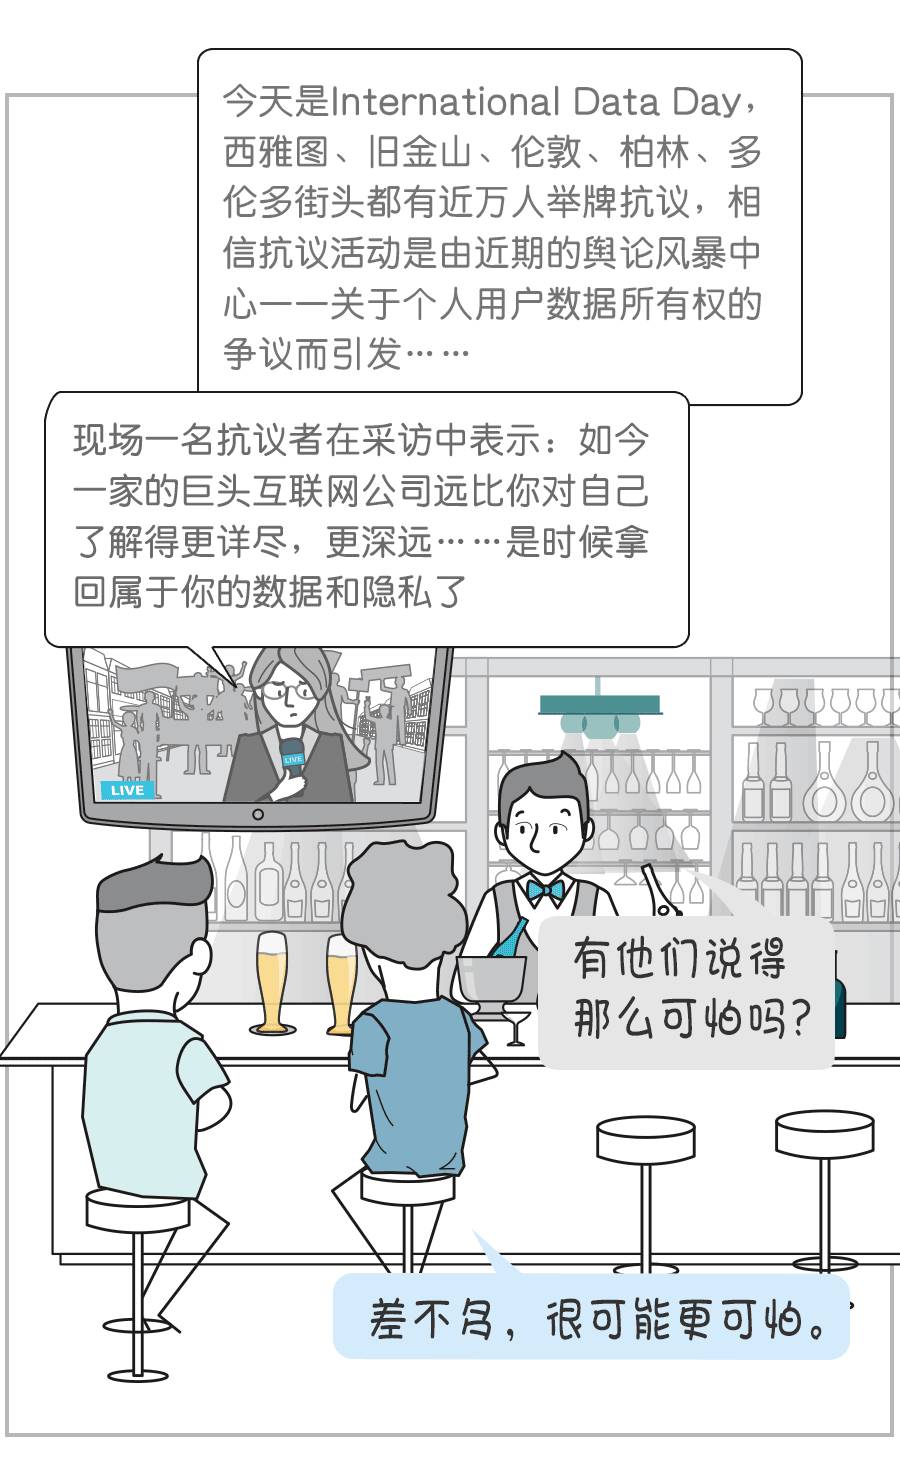 今天是International Data Day，
西雅图、旧金山、伦敦、柏林、多
伦多街头都有近万人举牌抗议，相
信抗议活动是由近期的舆论风暴中
心一一关于个人用户数据所有权的
争议而引发……
现场一名抗议者在采访中表示：如今
一家的巨头互联网公司远比你对自己
了解得更详尽，更深远……是时候拿
回属于你的数据和隐私了
LIVE
LIVE
有他们说得
那么可怕吗？
差不多，很可能更可怕。